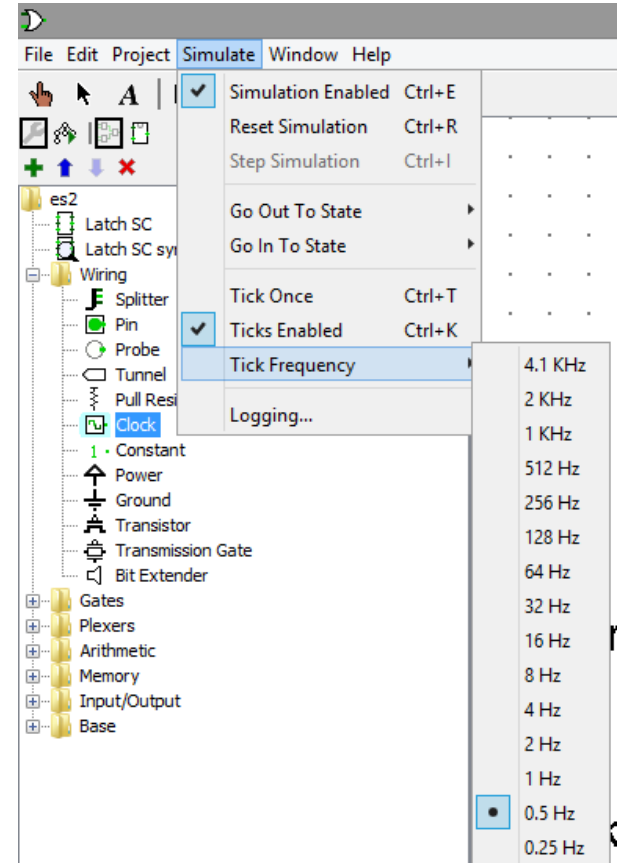 File Edit Project Simulate Window Help
A
Simulation Enabled Ctrl+E
Reset Simulation Ctrl+R
Step Simulation Ctrl+I
Go Out To State
Go In To State
Tick Once Ctrl+T
Ticks Enabled Ctrl+K
Tick Frequency
Logging...
es2
Latch SC
Latch SC syn
Wiring
Splitter
Pin
Probe
Tunnel
Pull Resi
Clock
1 Constant
Power
Ground
Transistor
Transmission Gate
Bit Extender
Gates
Plexers
Arithmetic
Memory
Input/Output
Base
4.1 KHz
2 KHz
1 KHz
512 Hz
256 Hz
128 Hz
64 Hz
32 Hz
16 Hz
8 Hz
4 Hz
2 Hz
1 Hz
0.5 Hz
0.25 Hz